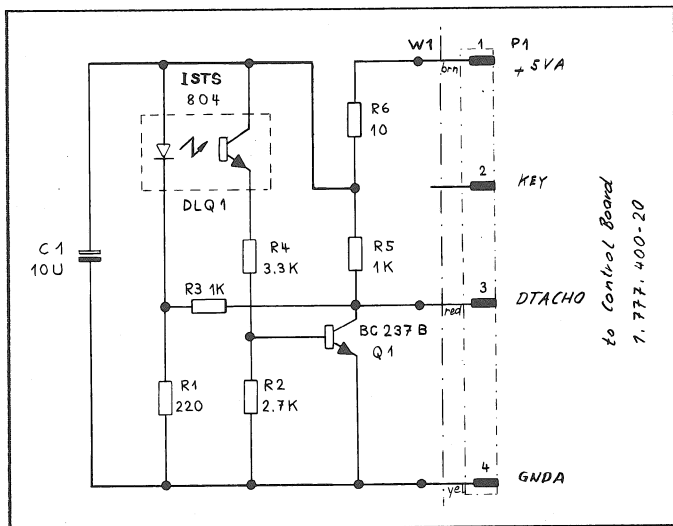 W1
1
P1
brn
+5VA
ISTS
804
R6
10
DLQ1
2
KEY
C1
10U
R4
3.3K
R5
1K
R3 1K
3
DTACHO
red
BC237B
Q1
R1
220
R2
2.7K
4
GNDA
yel
to Control Board
1.777.400-20